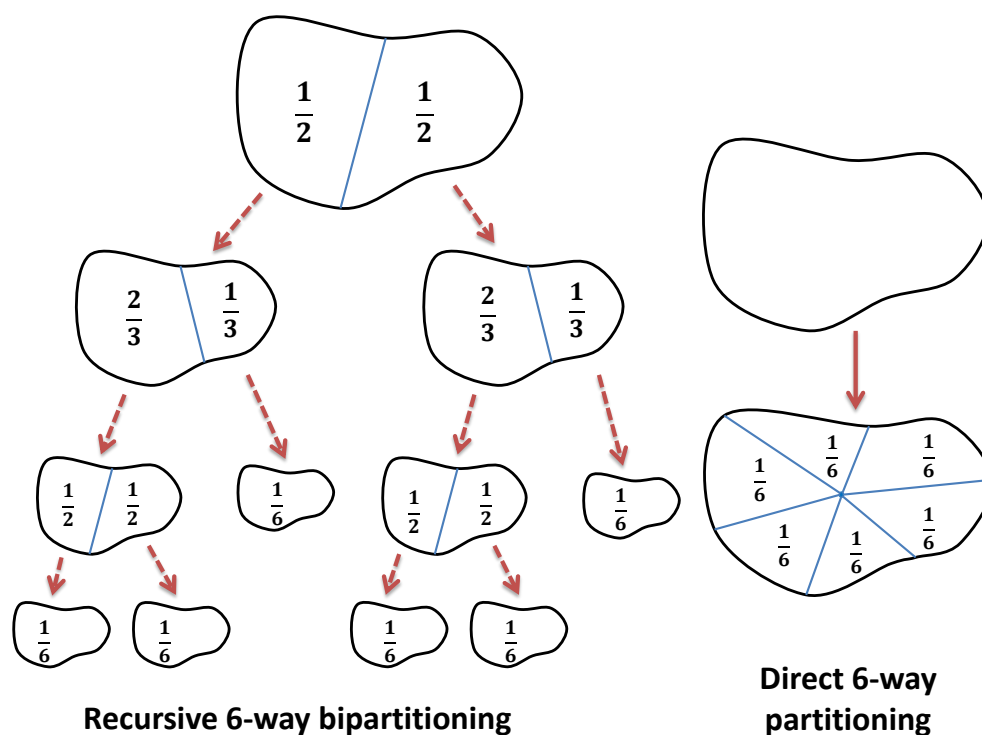 1/2 1/2
2/3 1/3 2/3 1/3
1/2 1/2 1/6 1/2 1/2 1/6
1/6 1/6 1/6 1/6
Recursive 6-way bipartitioning
1/6 1/6
1/6 1/6
1/6 1/6
Direct 6-way
partitioning